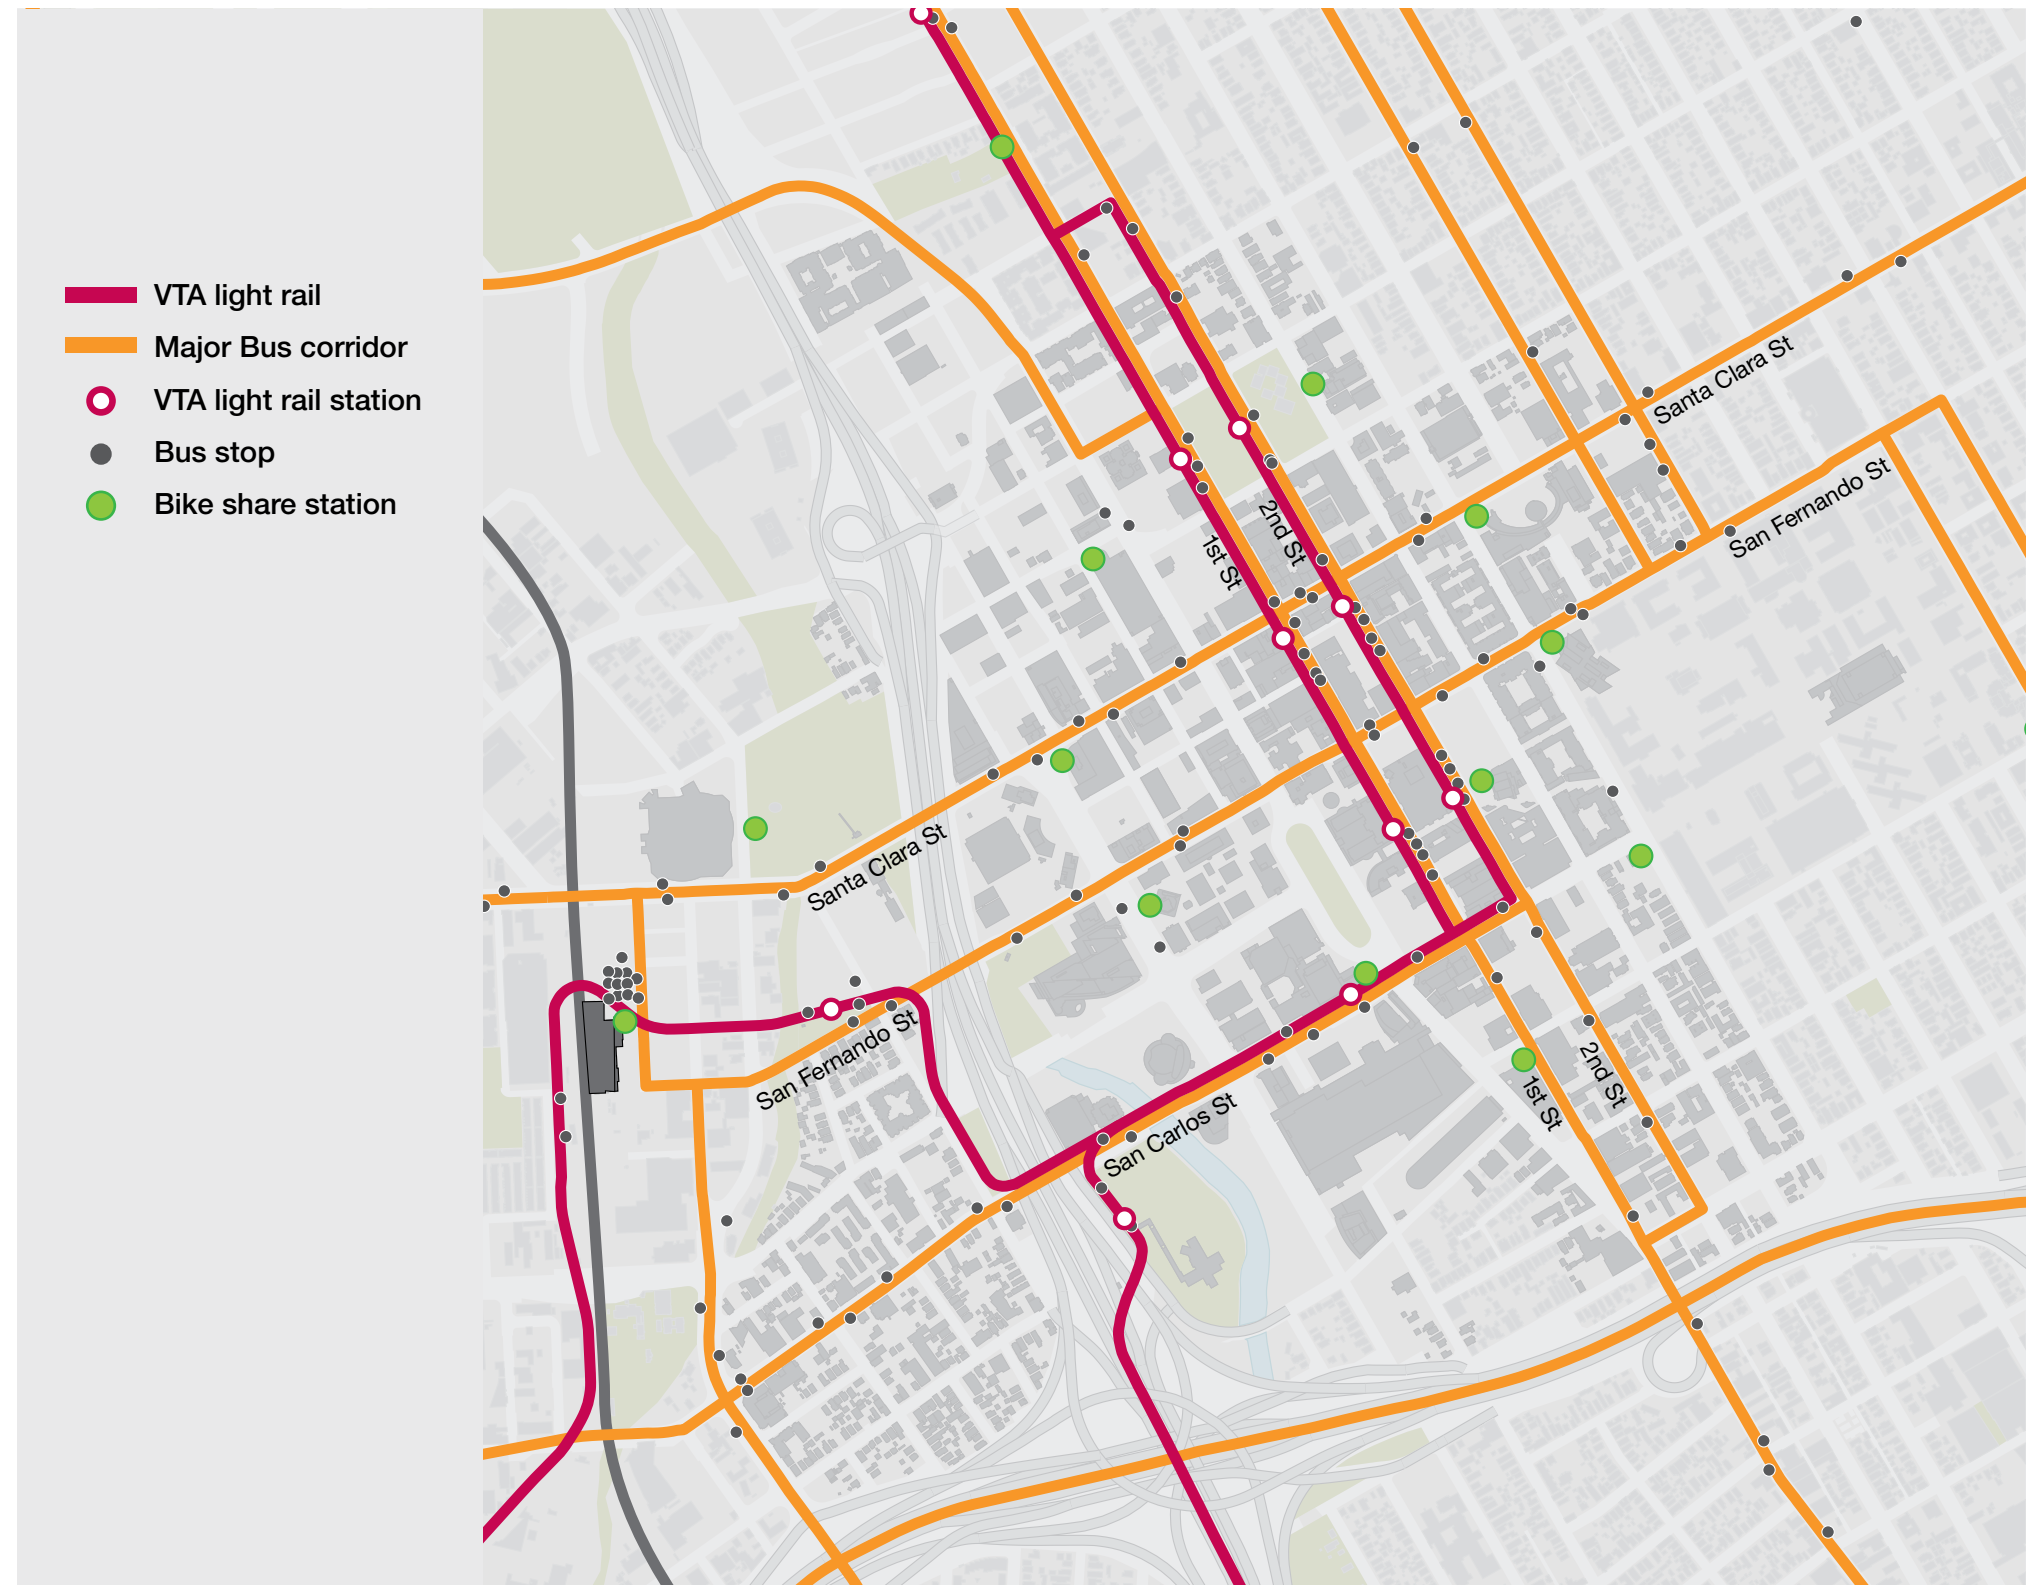 VTA light rail
Major Bus corridor
VTA light rail station
Bus stop
Bike share station
Santa Clara St
San Fernando St
2nd St
1st St
Santa Clara St
San Fernando St
San Carlos St
2nd St
1st St